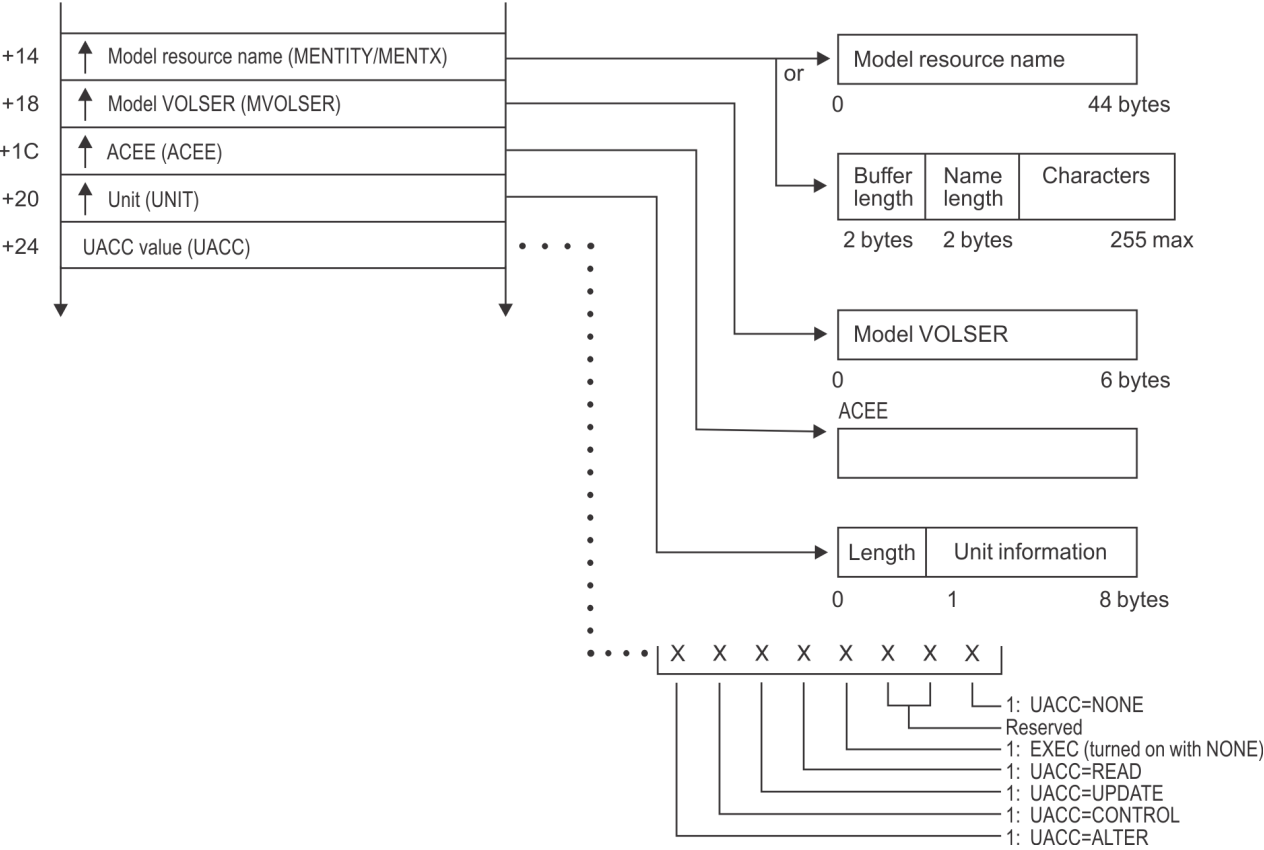 +14 Model resource name (MENTITY/MENTX)
+18 Model VOLSER (MVOLSER)
+1C ACEE (ACEE)
+20 Unit (UNIT)
+24 UACC value (UACC)
or
Model resource name
0 44 bytes
Buffer length
Name length
Characters
2 bytes 2 bytes 255 max
Model VOLSER
0 6 bytes
ACEE
Length Unit information
0 1 8 bytes
X X X X X X X X
1: UACC=NONE
Reserved
1: EXEC (turned on with NONE)
1: UACC=READ
1: UACC=UPDATE
1: UACC=CONTROL
1: UACC=ALTER